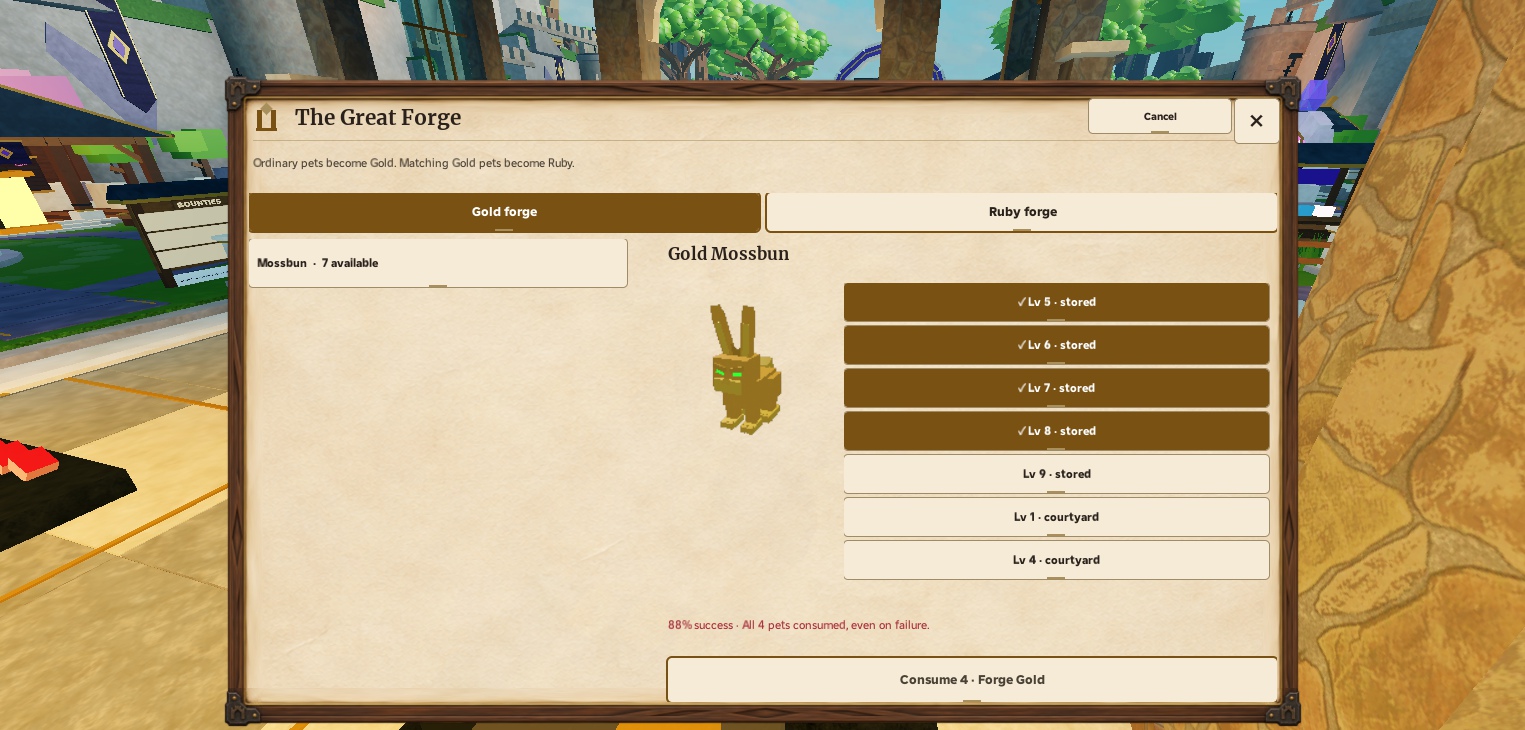 The Great Forge
Cancel
×
Ordinary pets become Gold. Matching Gold pets become Ruby.
BOUNTIES
Gold forge
Ruby forge
Mossbun · 7 available
Gold Mossbun
✓Lv 5 · stored
✓Lv 6 · stored
✓Lv 7 · stored
✓Lv 8 · stored
Lv 9 · stored
Lv 1 · courtyard
Lv 4 · courtyard
88% success · All 4 pets consumed, even on failure.
Consume 4 · Forge Gold